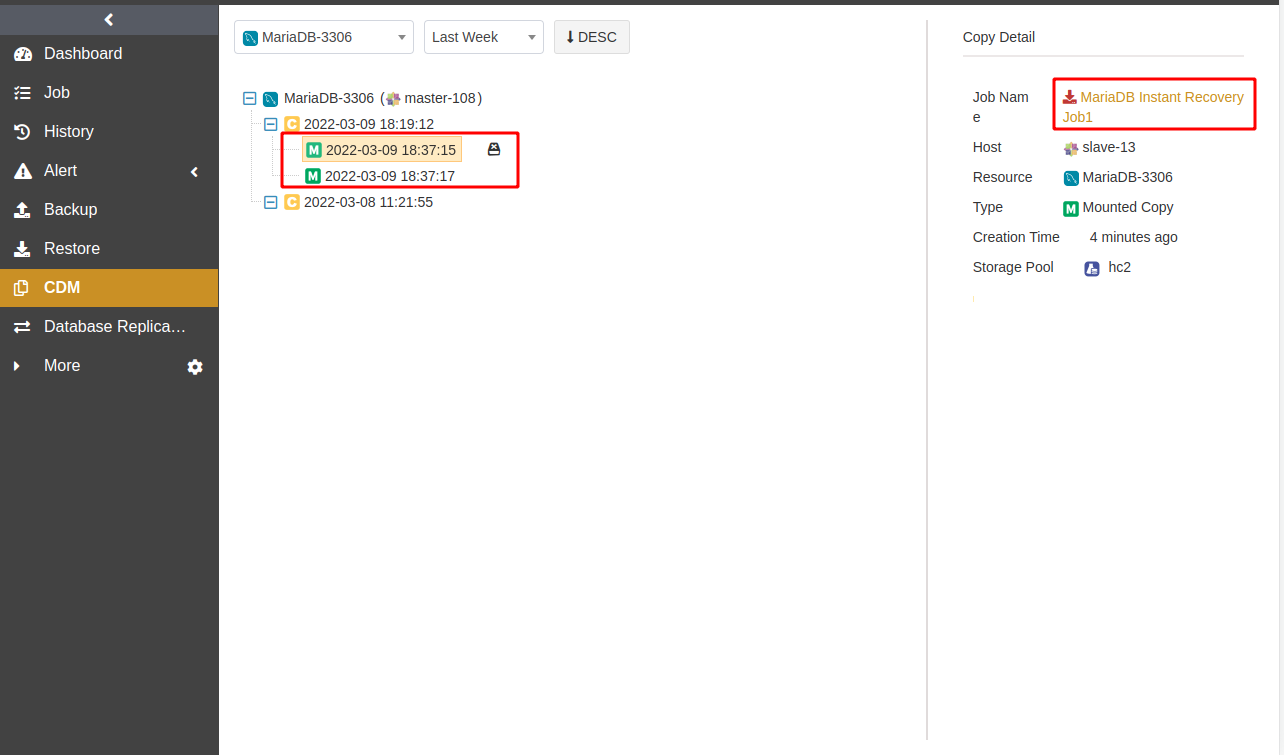 Dashboard
Job
History
Alert
Backup
Restore
CDM
Database Replica...
More
MariaDB-3306
Last Week
DESC
MariaDB-3306 (master-108)
C 2022-03-09 18:19:12
M 2022-03-09 18:37:15
M 2022-03-09 18:37:17
C 2022-03-08 11:21:55
Copy Detail
Job Nam
e
MariaDB Instant Recovery
Job1
Host slave-13
Resource MariaDB-3306
Type M Mounted Copy
Creation Time 4 minutes ago
Storage Pool hc2